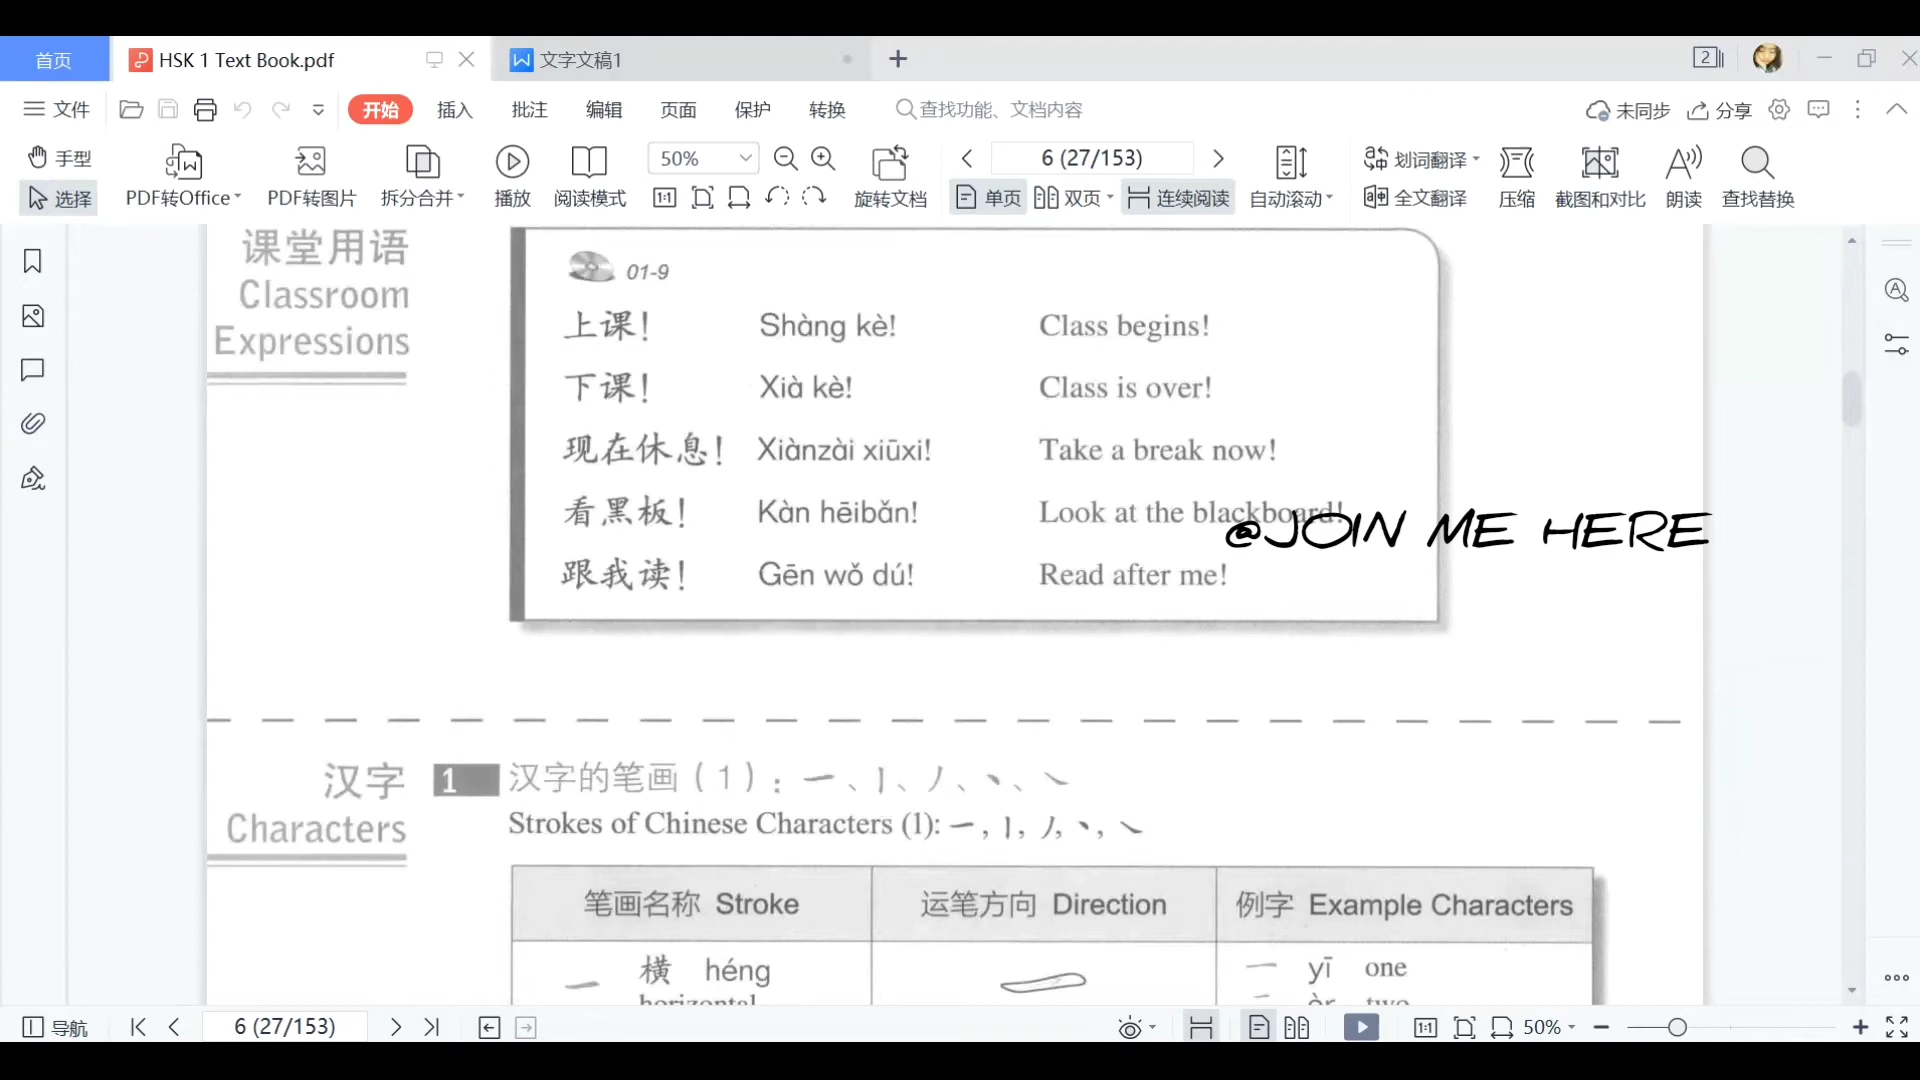 首页 HSK 1 Text Book.pdf 文字文稿1 2
文件 开始 插入 批注 编辑 页面 保护 转换 查找功能、文档内容 未同步 分享
手型 50% 6 (27/153) 划词翻译
选择 PDF转Office PDF转图片 拆分合并 播放 阅读模式 1:1 旋转文档 单页 双页 连续阅读 自动滚动 全文翻译 压缩 截图和对比 朗读 查找替换
课堂用语
Classroom
Expressions
01-9
上课! Shàng kè! Class begins!
下课! Xià kè! Class is over!
现在休息! Xiànzài xiūxi! Take a break now!
看黑板! Kàn hēibǎn! Look at the blackboard!
@JOIN ME HERE
跟我读! Gēn wǒ dú! Read after me!
汉字
Characters
1 汉字的笔画（1）：㇐、㇑、㇓、㇔、㇏
Strokes of Chinese Characters (1): ㇐, ㇑, ㇓, ㇔, ㇏
笔画名称 Stroke 运笔方向 Direction 例字 Example Characters
㇐ 横 héng 一 yī one
horizontal 二 èr two
导航 6 (27/153) 1:1 50%